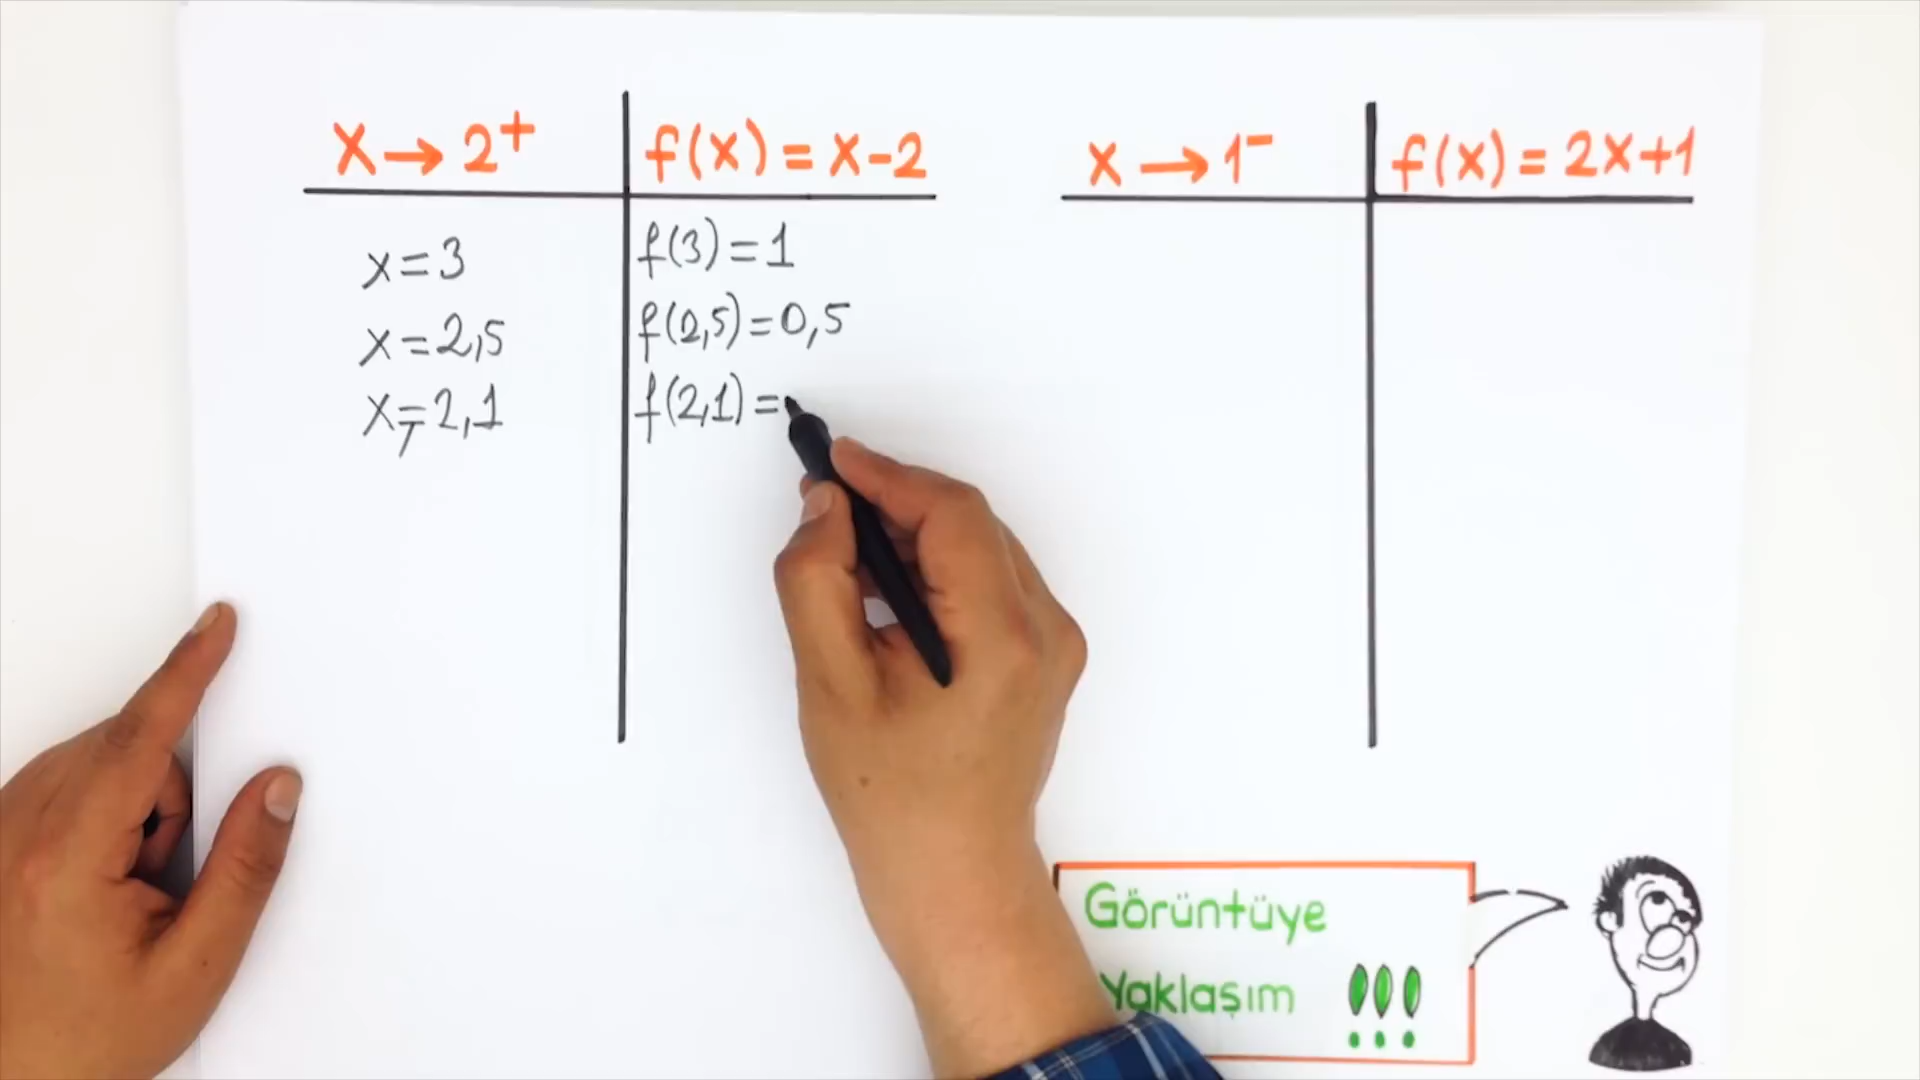 x → 2⁺ f(x) = x-2
x=3 f(3) = 1
x=2,5 f(2,5) = 0,5
x=2,1 f(2,1) =
x → 1⁻ f(x) = 2x+1
Görüntüye
Yaklaşım !!!